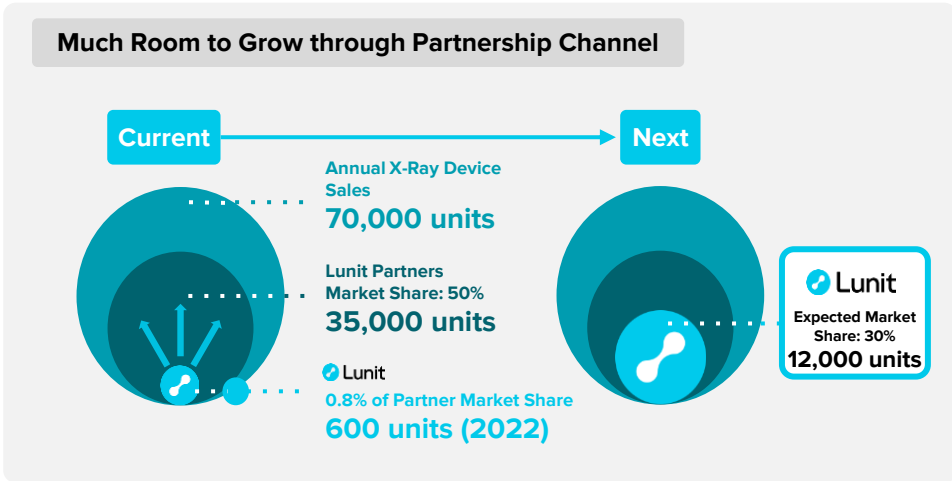 Much Room to Grow through Partnership Channel
Current
Next
Annual X-Ray Device
Sales
70,000 units
Lunit Partners
Market Share: 50%
35,000 units
Lunit
0.8% of Partner Market Share
600 units (2022)
Lunit
Expected Market
Share: 30%
12,000 units